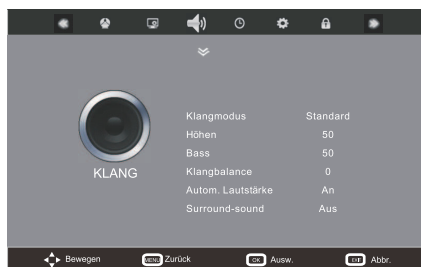 Klangmodus Standard
Höhen 50
Bass 50
KLANG
Klangbalance 0
Autom. Lautstärke An
Surround-sound Aus
Bewegen MENU Zurück OK Ausw. EXIT Abbr.